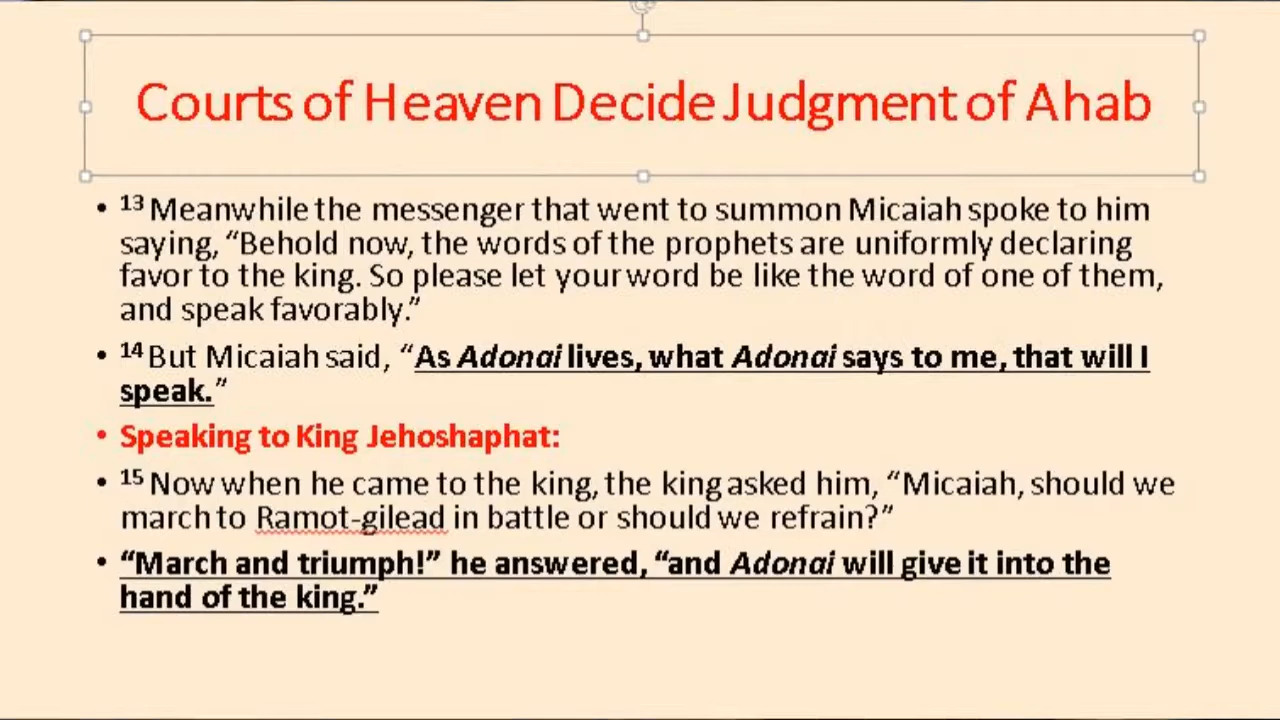 Courts of Heaven Decide Judgment of Ahab
• 13 Meanwhile the messenger that went to summon Micaiah spoke to him
saying, “Behold now, the words of the prophets are uniformly declaring
favor to the king. So please let your word be like the word of one of them,
and speak favorably.”
• 14 But Micaiah said, “As Adonai lives, what Adonai says to me, that will I
speak.”
• Speaking to King Jehoshaphat:
• 15 Now when he came to the king, the king asked him, “Micaiah, should we
march to Ramot-gilead in battle or should we refrain?”
• “March and triumph!” he answered, “and Adonai will give it into the
hand of the king.”